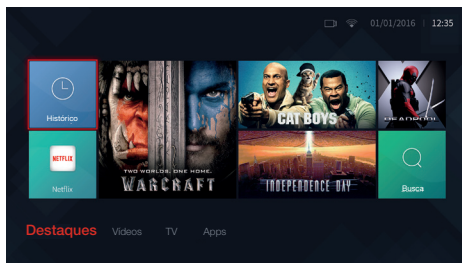 01/01/2016 | 12:35
Histórico
NETFLIX
Netflix
TWO WORLDS. ONE HOME.
WARCRAFT
CAT BOYS
INDEPENDENCE DAY
DEADPOOL
Busca
Destaques Vídeos TV Apps